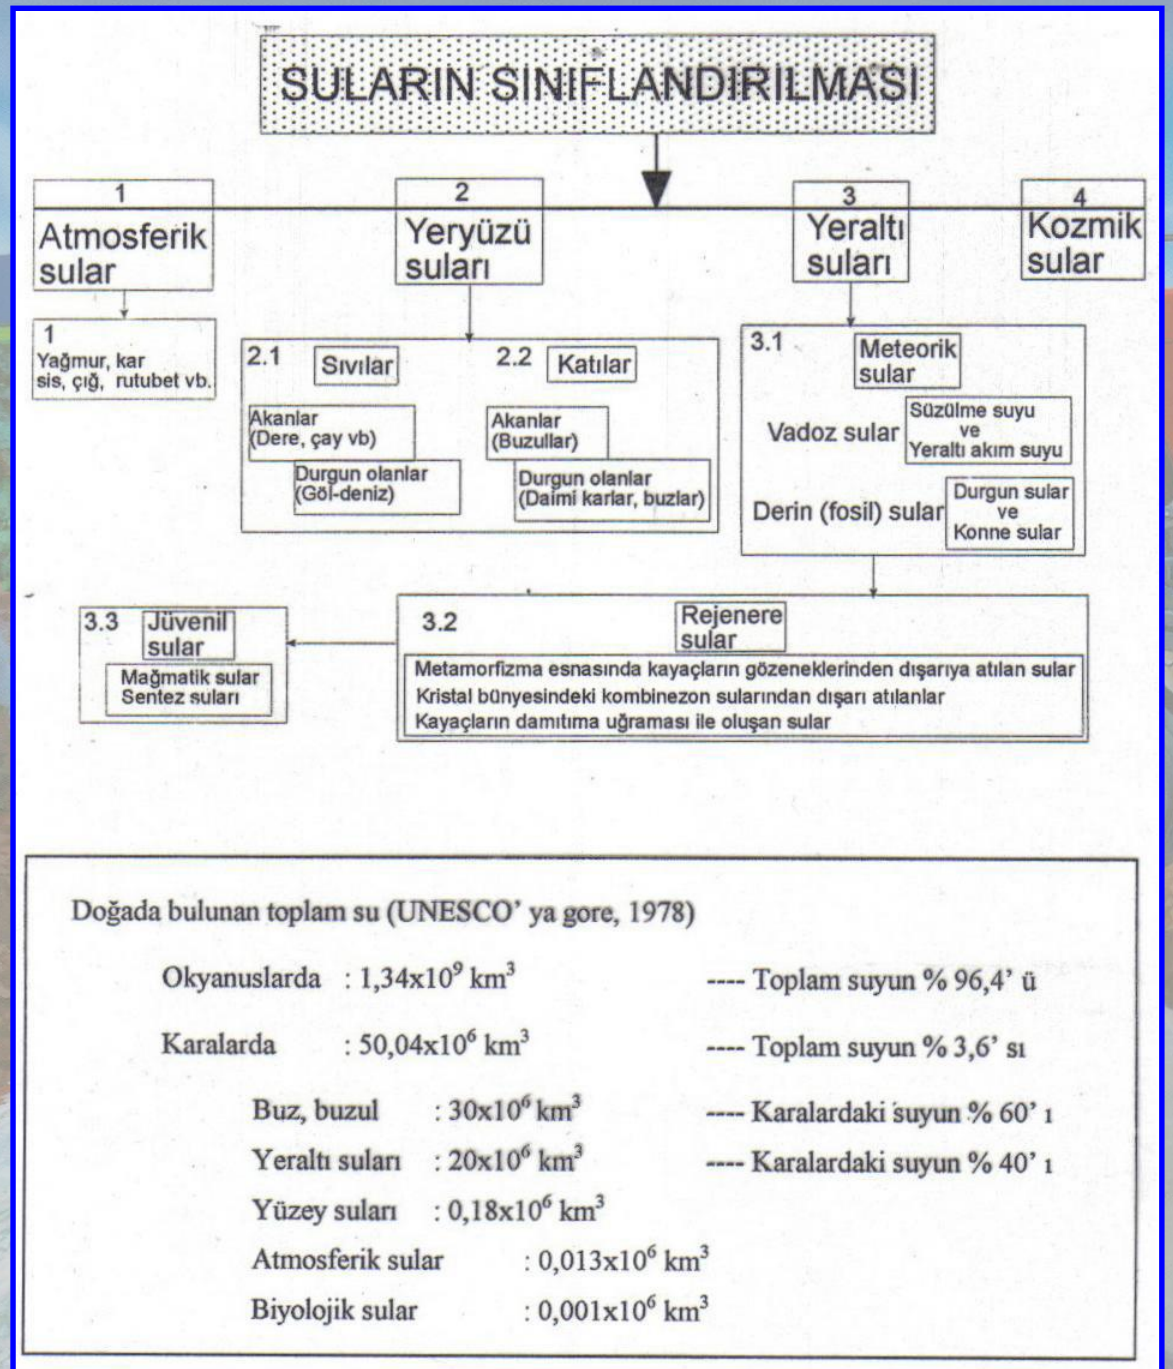 SULARIN SINIFLANDIRILMASI
1
Atmosferik
sular
2
Yeryüzü
suları
3
Yeraltı
suları
4
Kozmik
sular
1
Yağmur, kar
sis, çığ, rutubet vb.
2.1 Sıvılar
Akanlar
(Dere, çay vb)
Durgun olanlar
(Göl-deniz)
2.2 Katılar
Akanlar
(Buzullar)
Durgun olanlar
(Daimi karlar, buzlar)
3.1 Meteorik
sular
Vadoz sular
Süzülme suyu
ve
Yeraltı akım suyu
Derin (fosil) sular
Durgun sular
ve
Konne sular
3.3 Jüvenil
sular
Mağmatik sular
Sentez suları
3.2 Rejenere
sular
Metamorfizma esnasında kayaçların gözeneklerinden dışarıya atılan sular
Kristal bünyesindeki kombinezon sularından dışarı atılanlar
Kayaçların damıtıma uğraması ile oluşan sular
Doğada bulunan toplam su (UNESCO' ya gore, 1978)
Okyanuslarda : 1,34x10⁹ km³ ---- Toplam suyun % 96,4' ü
Karalarda : 50,04x10⁶ km³ ---- Toplam suyun % 3,6' sı
Buz, buzul : 30x10⁶ km³ ---- Karalardaki suyun % 60' ı
Yeraltı suları : 20x10⁶ km³ ---- Karalardaki suyun % 40' ı
Yüzey suları : 0,18x10⁶ km³
Atmosferik sular : 0,013x10⁶ km³
Biyolojik sular : 0,001x10⁶ km³